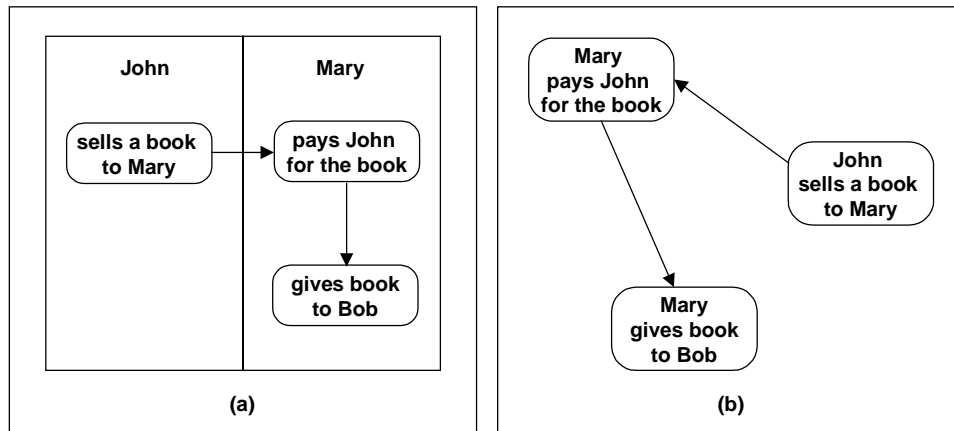 John
Mary
sells a book
to Mary
pays John
for the book
gives book
to Bob
(a)
Mary
pays John
for the book
John
sells a book
to Mary
Mary
gives book
to Bob
(b)